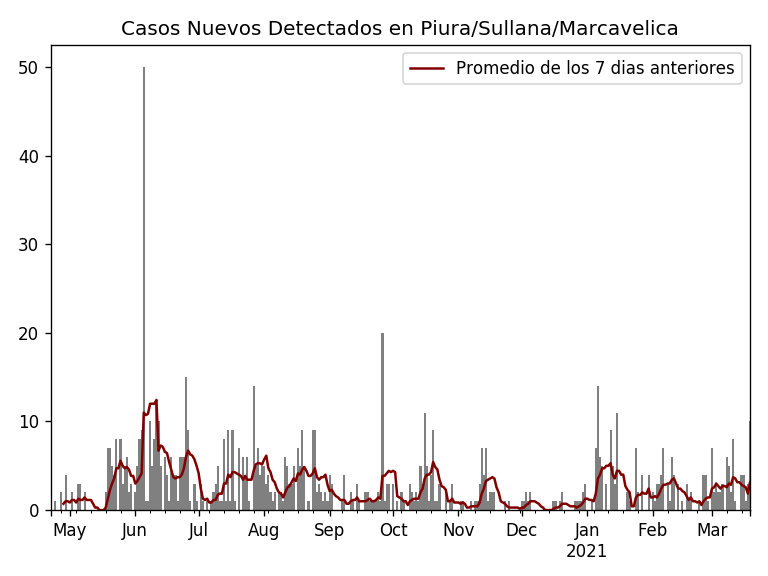 Casos Nuevos Detectados en Piura/Sullana/Marcavelica
Promedio de los 7 dias anteriores
50
40
30
20
10
0
May Jun Jul Aug Sep Oct Nov Dec Jan Feb Mar
2021